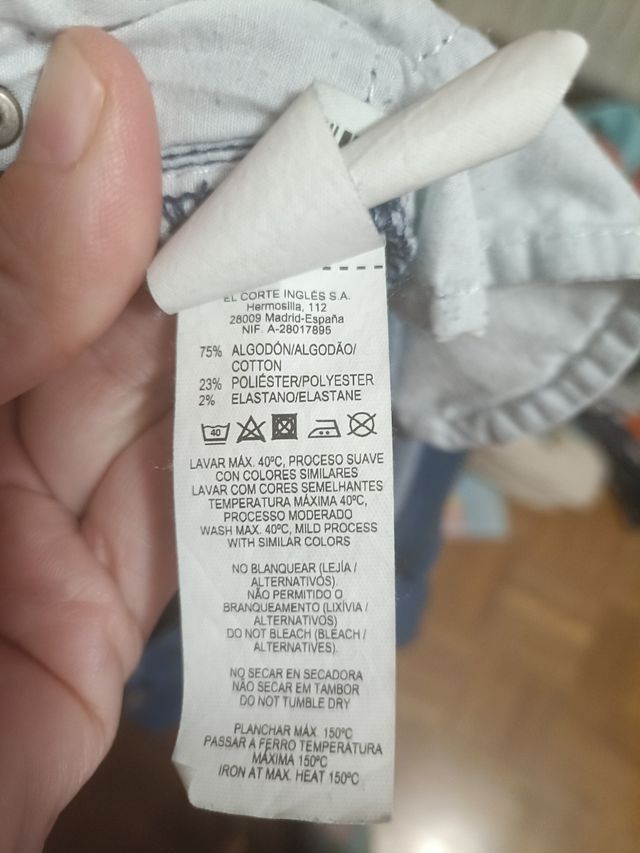 EL CORTE INGLÉS S.A.
Hermosilla, 112
28009 Madrid-España
NIF. A-28017895
75% ALGODÓN/ALGODÃO/
COTTON
23% POLIÉSTER/POLYESTER
2% ELASTANO/ELASTANE
40
LAVAR MÁX. 40ºC, PROCESO SUAVE
CON COLORES SIMILARES
LAVAR COM CORES SEMELHANTES
TEMPERATURA MÁXIMA 40ºC,
PROCESSO MODERADO
WASH MAX. 40ºC, MILD PROCESS
WITH SIMILAR COLORS
NO BLANQUEAR (LEJÍA /
ALTERNATIVOS).
NÃO PERMITIDO O
BRANQUEAMENTO (LIXÍVIA /
ALTERNATIVOS)
DO NOT BLEACH (BLEACH /
ALTERNATIVES).
NO SECAR EN SECADORA
NÃO SECAR EM TAMBOR
DO NOT TUMBLE DRY
PLANCHAR MÁX. 150ºC
PASSAR A FERRO TEMPERATURA
MÁXIMA 150ºC
IRON AT MAX. HEAT 150ºC